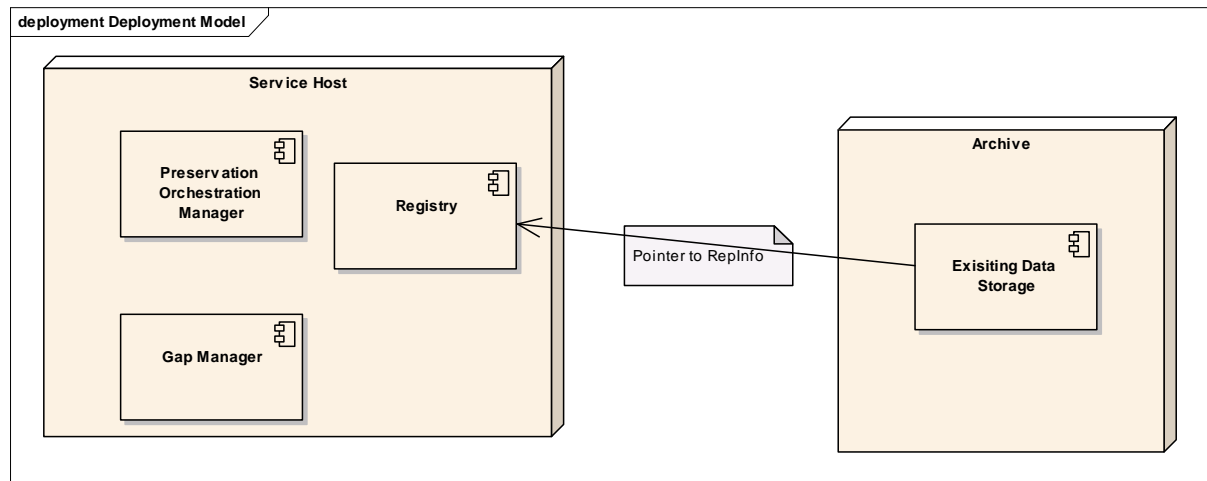 deployment Deployment Model
Service Host
Preservation
Orchestration
Manager
Registry
Gap Manager
Pointer to RepInfo
Archive
Exisiting Data
Storage